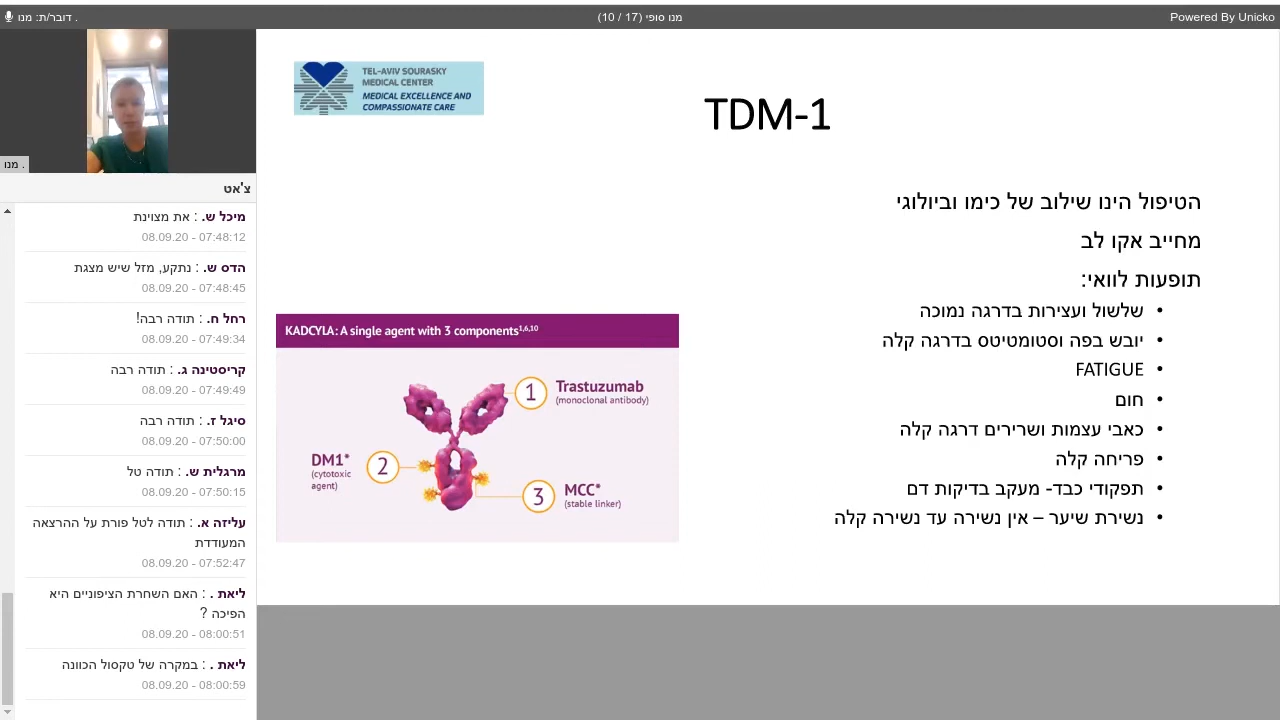 דובר/ת: מנו .
מנו סופי (17 / 10)
Powered By Unicko
מנו .
צ'אט
מיכל ש. : את מצוינת
08.09.20 - 07:48:12
הדס ש. : נתקע, מזל שיש מצגת
08.09.20 - 07:48:45
רחל ח. : תודה רבה!
08.09.20 - 07:49:34
קריסטינה ג. : תודה רבה
08.09.20 - 07:49:49
סיגל ז. : תודה רבה
08.09.20 - 07:50:00
מרגלית ש. : תודה טל
08.09.20 - 07:50:15
עליזה א. : תודה לטל פורת על ההרצאה
המעודדת
08.09.20 - 07:52:47
ליאת . : האם השחרת הציפוניים היא
הפיכה ?
08.09.20 - 08:00:51
ליאת . : במקרה של טקסול הכוונה
08.09.20 - 08:00:59
TEL-AVIV SOURASKY
MEDICAL CENTER
MEDICAL EXCELLENCE AND
COMPASSIONATE CARE
TDM-1
הטיפול הינו שילוב של כימו וביולוגי
מחייב אקו לב
תופעות לוואי:
• שלשול ועצירות בדרגה נמוכה
• יובש בפה וסטומטיטס בדרגה קלה
• FATIGUE
• חום
• כאבי עצמות ושרירים דרגה קלה
• פריחה קלה
• תפקודי כבד- מעקב בדיקות דם
• נשירת שיער – אין נשירה עד נשירה קלה
KADCYLA: A single agent with 3 components1,6,10
1 Trastuzumab
(monoclonal antibody)
DM1* 2
(cytotoxic
agent)
3 MCC*
(stable linker)